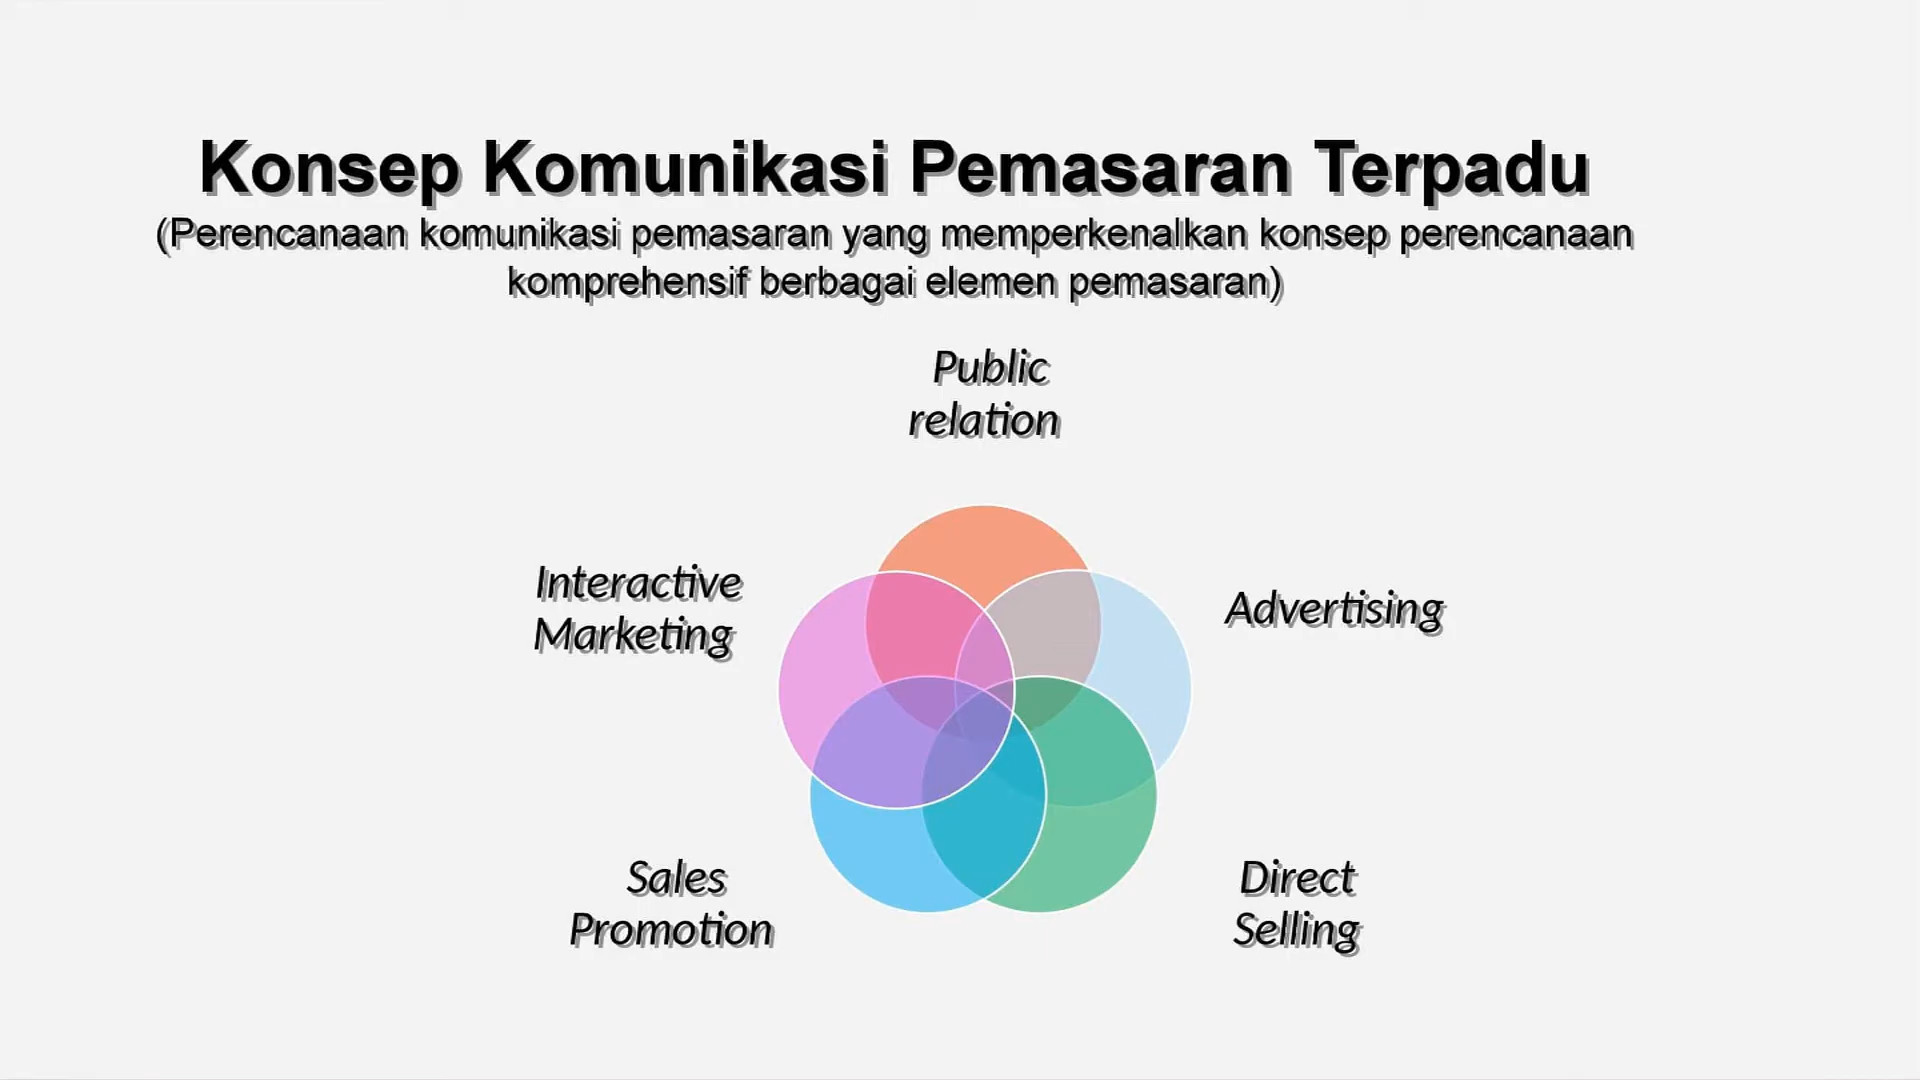 Konsep Komunikasi Pemasaran Terpadu
(Perencanaan komunikasi pemasaran yang memperkenalkan konsep perencanaan
komprehensif berbagai elemen pemasaran)
Public
relation
Interactive
Marketing
Advertising
Sales
Promotion
Direct
Selling